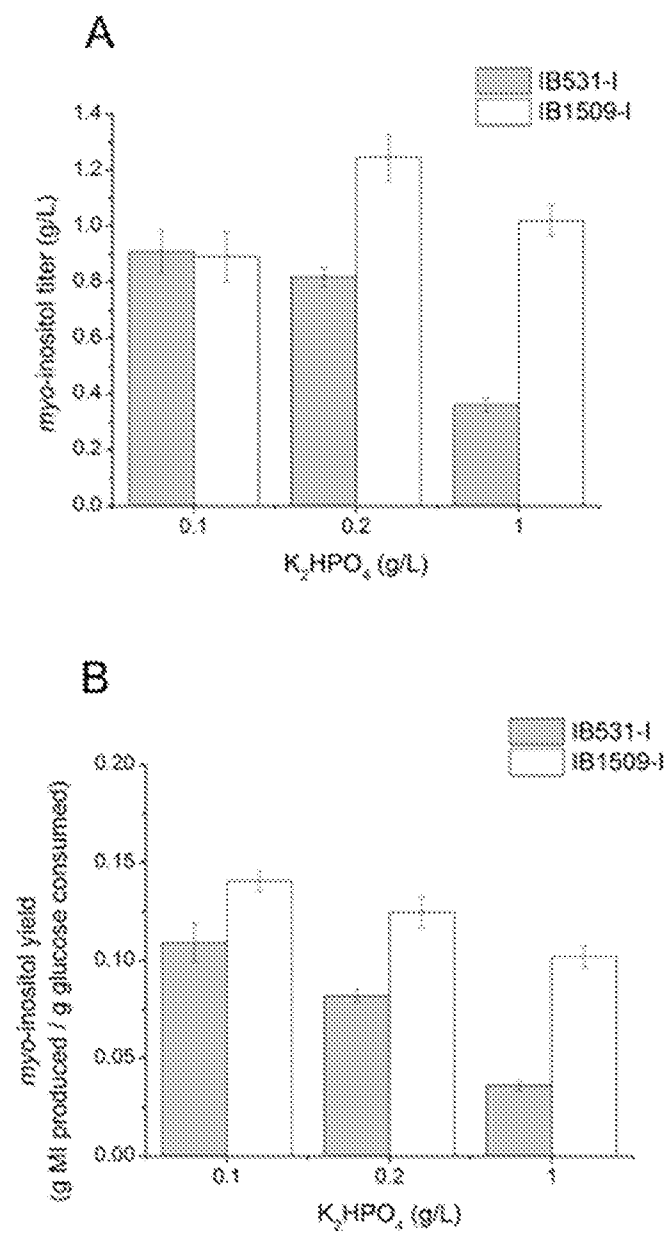 A
IB531-I
IB1509-I
myo-inositol titer (g/L)
1.4
1.2
1.0
0.8
0.6
0.4
0.2
0.0
0.1
0.2
1
K₂HPO₄ (g/L)
B
IB531-I
IB1509-I
myo-inositol yield
(g MI produced / g glucose consumed)
0.20
0.15
0.10
0.05
0.00
0.1
0.2
1
K₂HPO₄ (g/L)